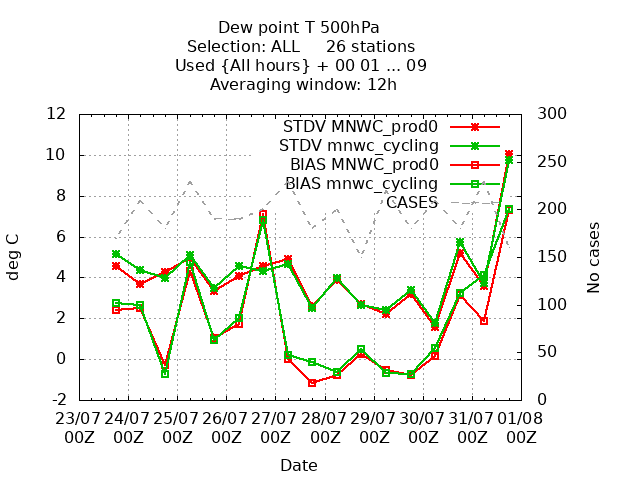 Dew point T 500hPa
Selection: ALL 26 stations
Used {All hours} + 00 01 ... 09
Averaging window: 12h
STDV MNWC_prod0
STDV mnwc_cycling
BIAS MNWC_prod0
BIAS mnwc_cycling
CASES
12
10
8
6
4
2
0
-2
deg C
300
250
200
150
100
50
0
No cases
23/07 24/07 25/07 26/07 27/07 28/07 29/07 30/07 31/07 01/08
00Z 00Z 00Z 00Z 00Z 00Z 00Z 00Z 00Z 00Z
Date